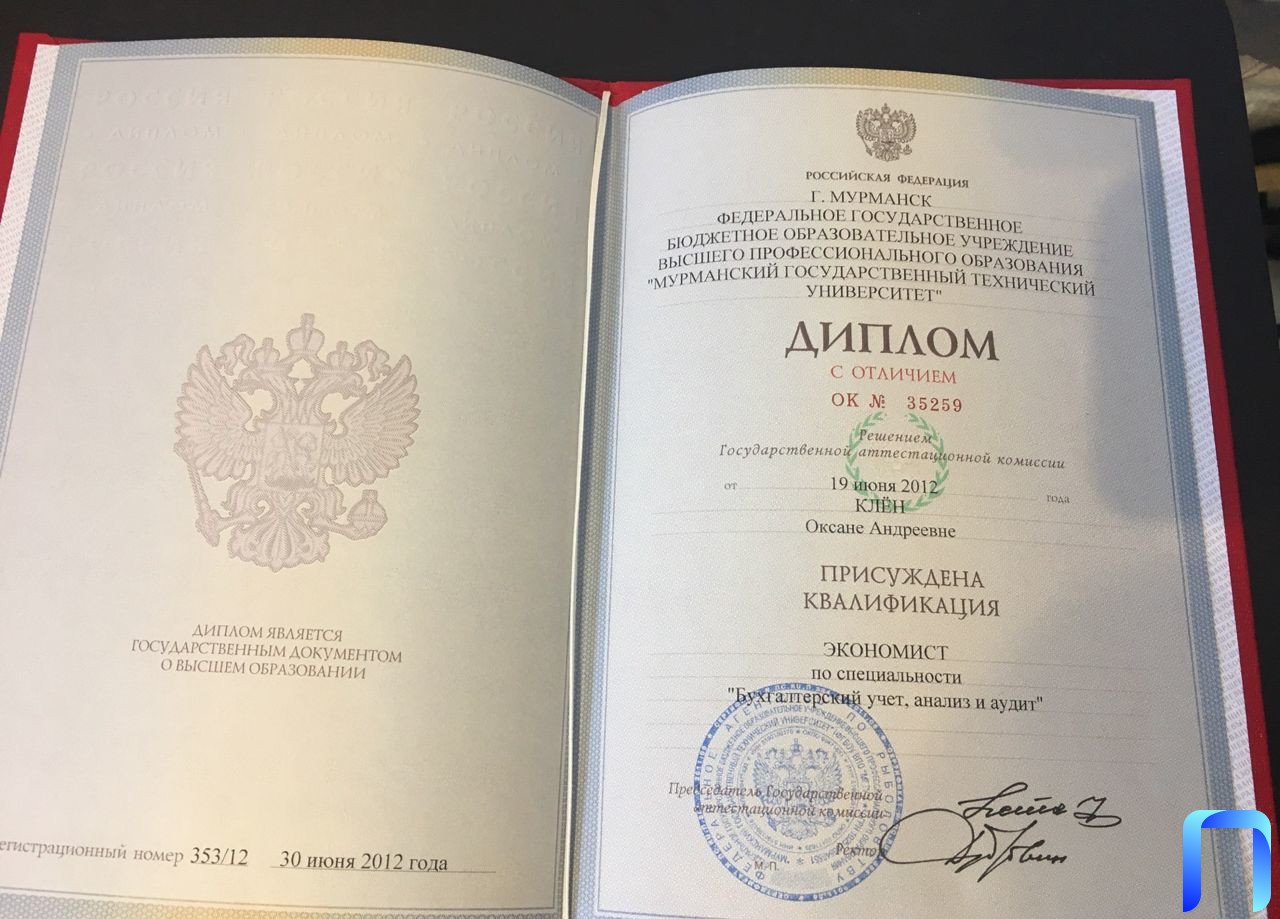 ДИПЛОМ ЯВЛЯЕТСЯ
ГОСУДАРСТВЕННЫМ ДОКУМЕНТОМ
О ВЫСШЕМ ОБРАЗОВАНИИ
егистрационный номер 353/12 30 июня 2012 года
РОССИЙСКАЯ ФЕДЕРАЦИЯ
Г. МУРМАНСК
ФЕДЕРАЛЬНОЕ ГОСУДАРСТВЕННОЕ
БЮДЖЕТНОЕ ОБРАЗОВАТЕЛЬНОЕ УЧРЕЖДЕНИЕ
ВЫСШЕГО ПРОФЕССИОНАЛЬНОГО ОБРАЗОВАНИЯ
"МУРМАНСКИЙ ГОСУДАРСТВЕННЫЙ ТЕХНИЧЕСКИЙ
УНИВЕРСИТЕТ"
ДИПЛОМ
С ОТЛИЧИЕМ
ОК № 35259
Решением
Государственной аттестационной комиссии
от 19 июня 2012 года
КЛЁН
Оксане Андреевне
ПРИСУЖДЕНА
КВАЛИФИКАЦИЯ
ЭКОНОМИСТ
по специальности
"Бухгалтерский учет, анализ и аудит"
Председатель Государственной
аттестационной комиссии
Ректор
М. П.